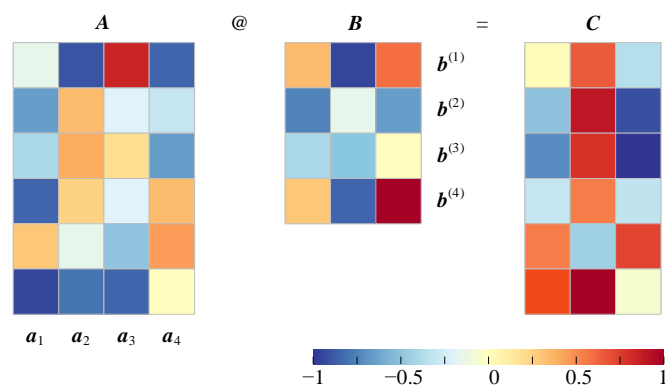 A @ B = C
b⁽¹⁾
b⁽²⁾
b⁽³⁾
b⁽⁴⁾
a₁ a₂ a₃ a₄
−1 −0.5 0 0.5 1